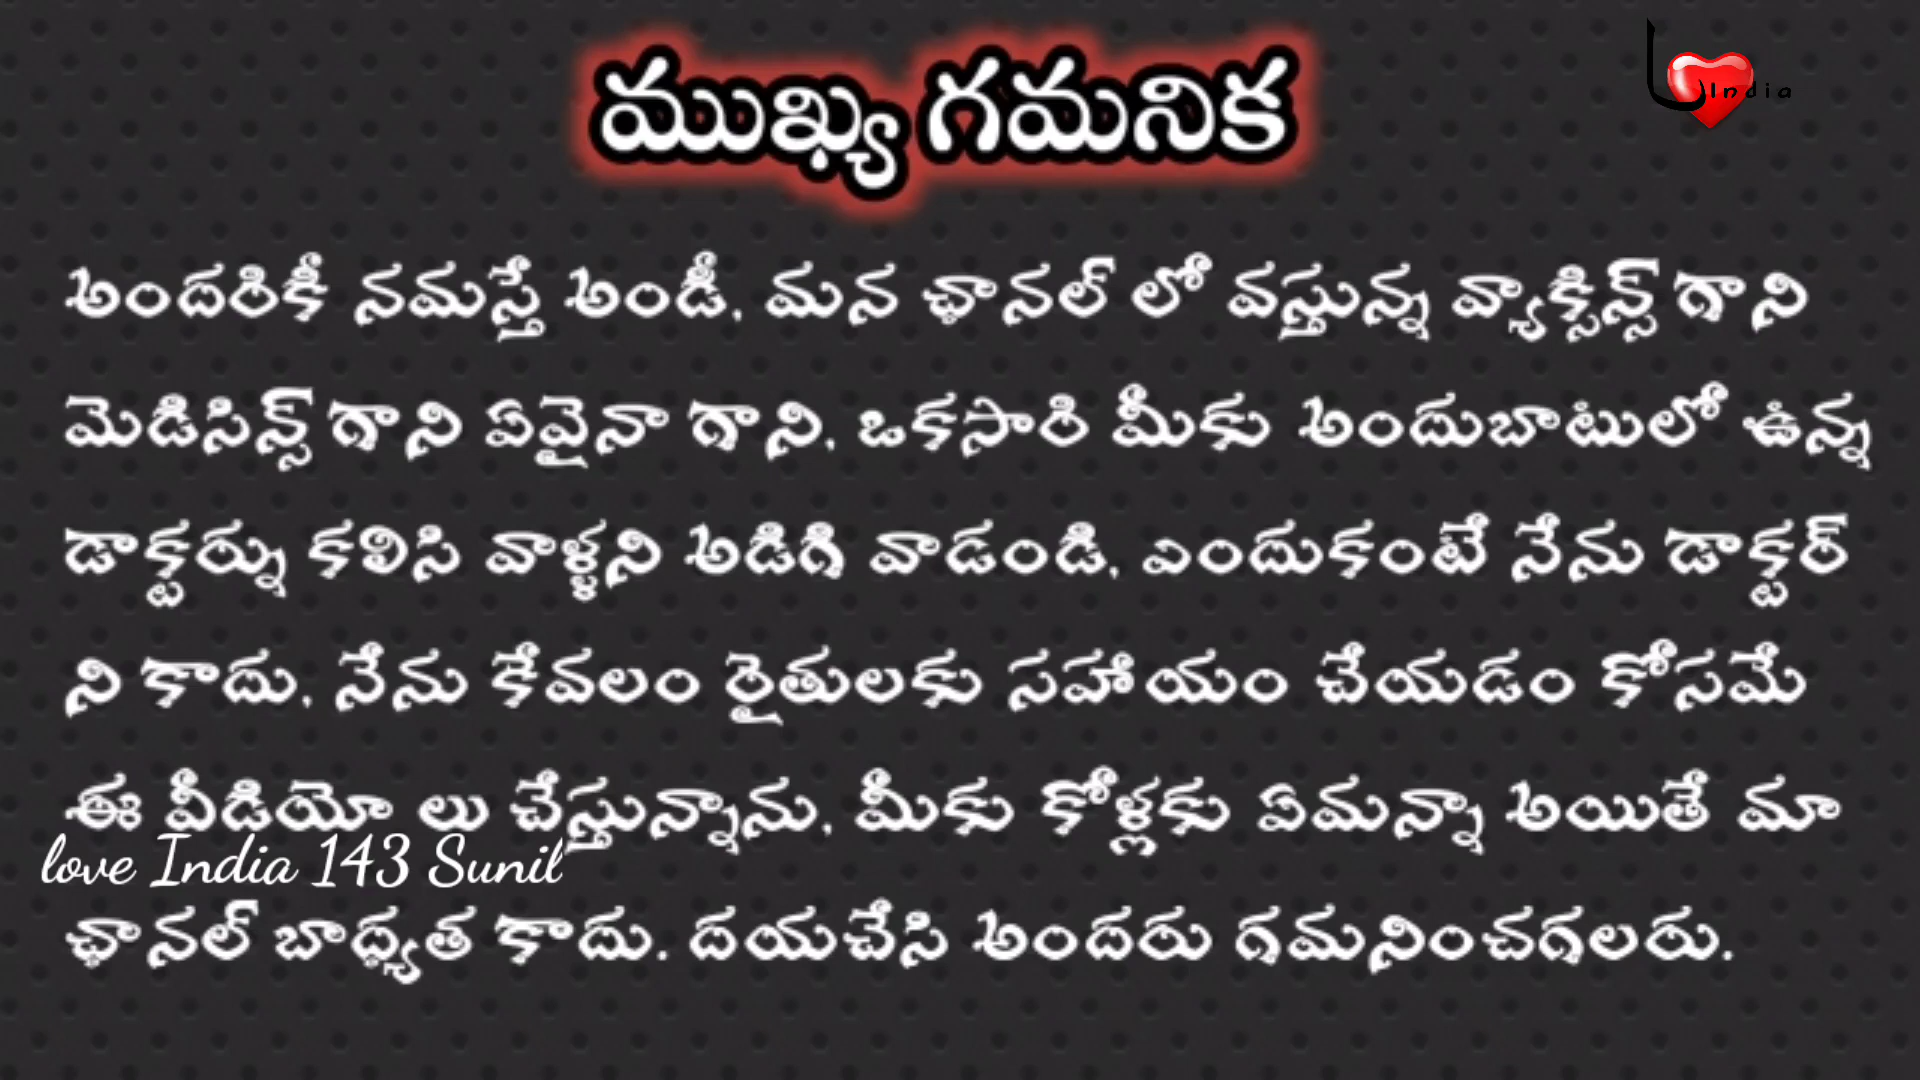 ముఖ్య గమనిక
India
అందరికీ నమస్తే అండీ, మన ఛానల్ లో వస్తున్న వ్యాక్సిన్స్ గాని
మెడిసిన్స్ గాని ఏవైనా గాని, ఒకసారి మీకు అందుబాటులో ఉన్న
డాక్టర్ను కలిసి వాళ్ళని అడిగి వాడండి, ఎందుకంటే నేను డాక్టర్
ని కాదు, నేను కేవలం రైతులకు సహాయం చేయడం కోసమే
ఈ వీడియో లు చేస్తున్నాను, మీకు కోళ్లకు ఏమన్నా అయితే మా
love India 143 Sunil
ఛానల్ బాధ్యత కాదు. దయచేసి అందరు గమనించగలరు.